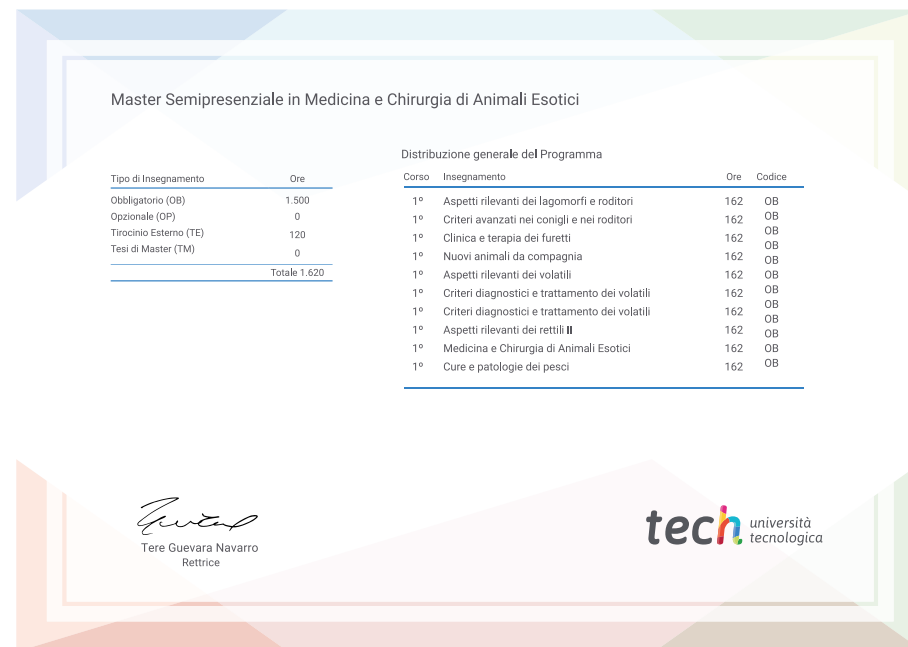 Master Semipresenziale in Medicina e Chirurgia di Animali Esotici
Tipo di Insegnamento Ore
Obbligatorio (OB) 1.500
Opzionale (OP) 0
Tirocinio Esterno (TE) 120
Tesi di Master (TM) 0
Totale 1.620
Distribuzione generale del Programma
Corso Insegnamento Ore Codice
1º Aspetti rilevanti dei lagomorfi e roditori 162 OB
1º Criteri avanzati nei conigli e nei roditori 162 OB
1º Clinica e terapia dei furetti 162 OB
1º Nuovi animali da compagnia 162 OB
1º Aspetti rilevanti dei volatili 162 OB
1º Criteri diagnostici e trattamento dei volatili 162 OB
1º Criteri diagnostici e trattamento dei volatili 162 OB
1º Aspetti rilevanti dei rettili II 162 OB
1º Medicina e Chirurgia di Animali Esotici 162 OB
1º Cure e patologie dei pesci 162 OB
OB
OB
Tere Guevara Navarro
Rettrice
tech università
tecnologica